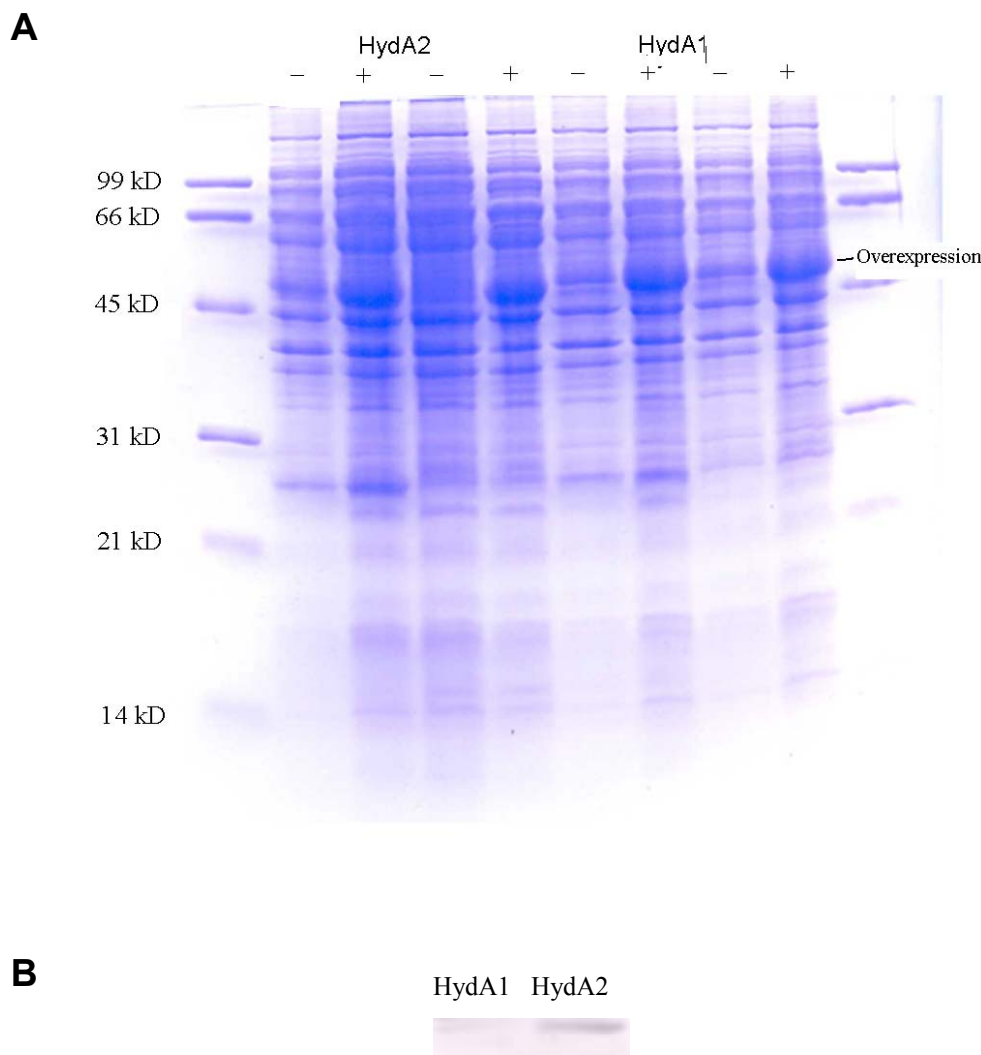 A
HydA2 HydA1
− + − + − + − +
99 kD
66 kD
Overexpression
45 kD
31 kD
21 kD
14 kD
B
HydA1 HydA2